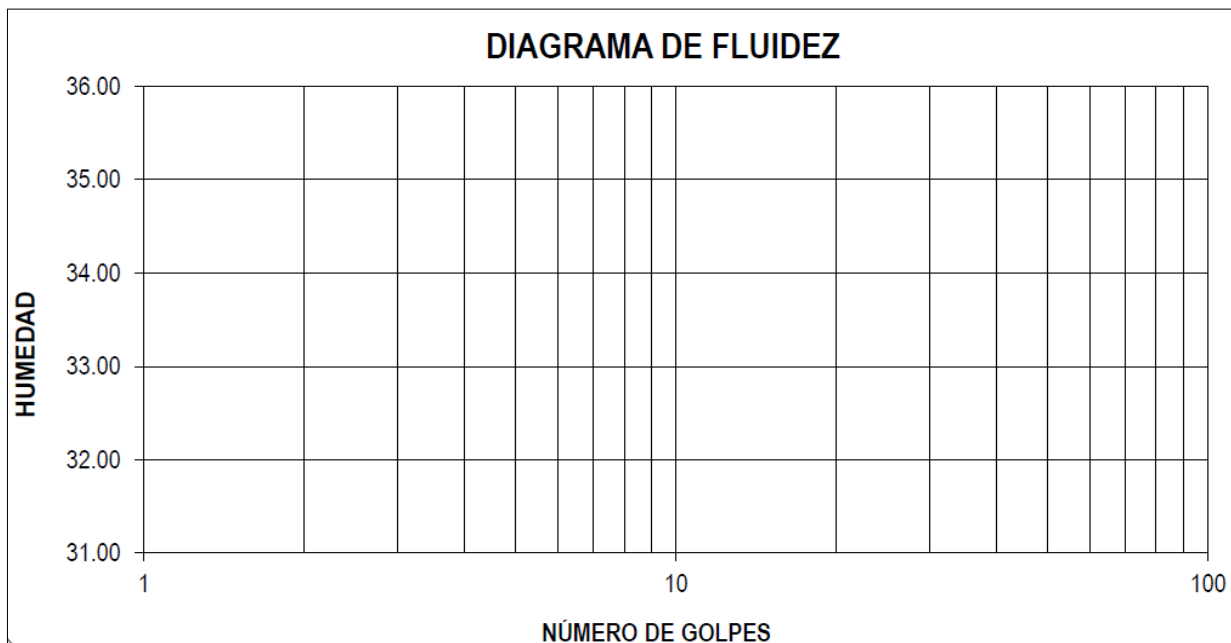 DIAGRAMA DE FLUIDEZ
36.00
35.00
34.00
33.00
32.00
31.00
HUMEDAD
1 10 100
NÚMERO DE GOLPES